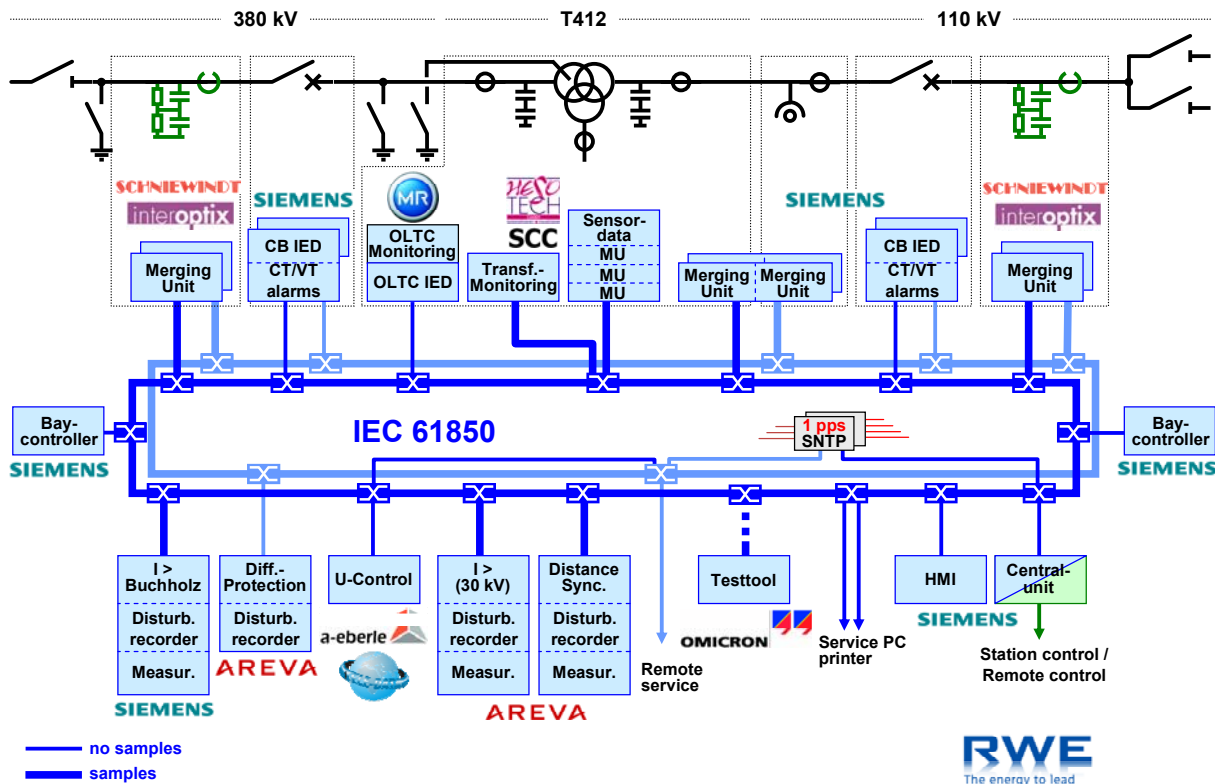 380 kV
T412
110 kV
SCHNIEWINDT
interoptix
SIEMENS
MR
HESO
TECH
SCC
SIEMENS
SCHNIEWINDT
interoptix
Merging
Unit
CB IED
CT/VT
alarms
OLTC
Monitoring
OLTC IED
Transf.-
Monitoring
Sensor-
data
MU
MU
MU
Merging
Unit
Merging
Unit
CB IED
CT/VT
alarms
Merging
Unit
Bay-
controller
SIEMENS
IEC 61850
1 pps
SNTP
Bay-
controller
SIEMENS
I >
Buchholz
Disturb.
recorder
Measur.
SIEMENS
Diff.-
Protection
Disturb.
recorder
AREVA
U-Control
a-eberle
I >
(30 kV)
Disturb.
recorder
Measur.
Distance
Sync.
Disturb.
recorder
Measur.
AREVA
Remote
service
Testtool
OMICRON
Service PC
printer
HMI
SIEMENS
Central-
unit
Station control /
Remote control
no samples
samples
RWE
The energy to lead